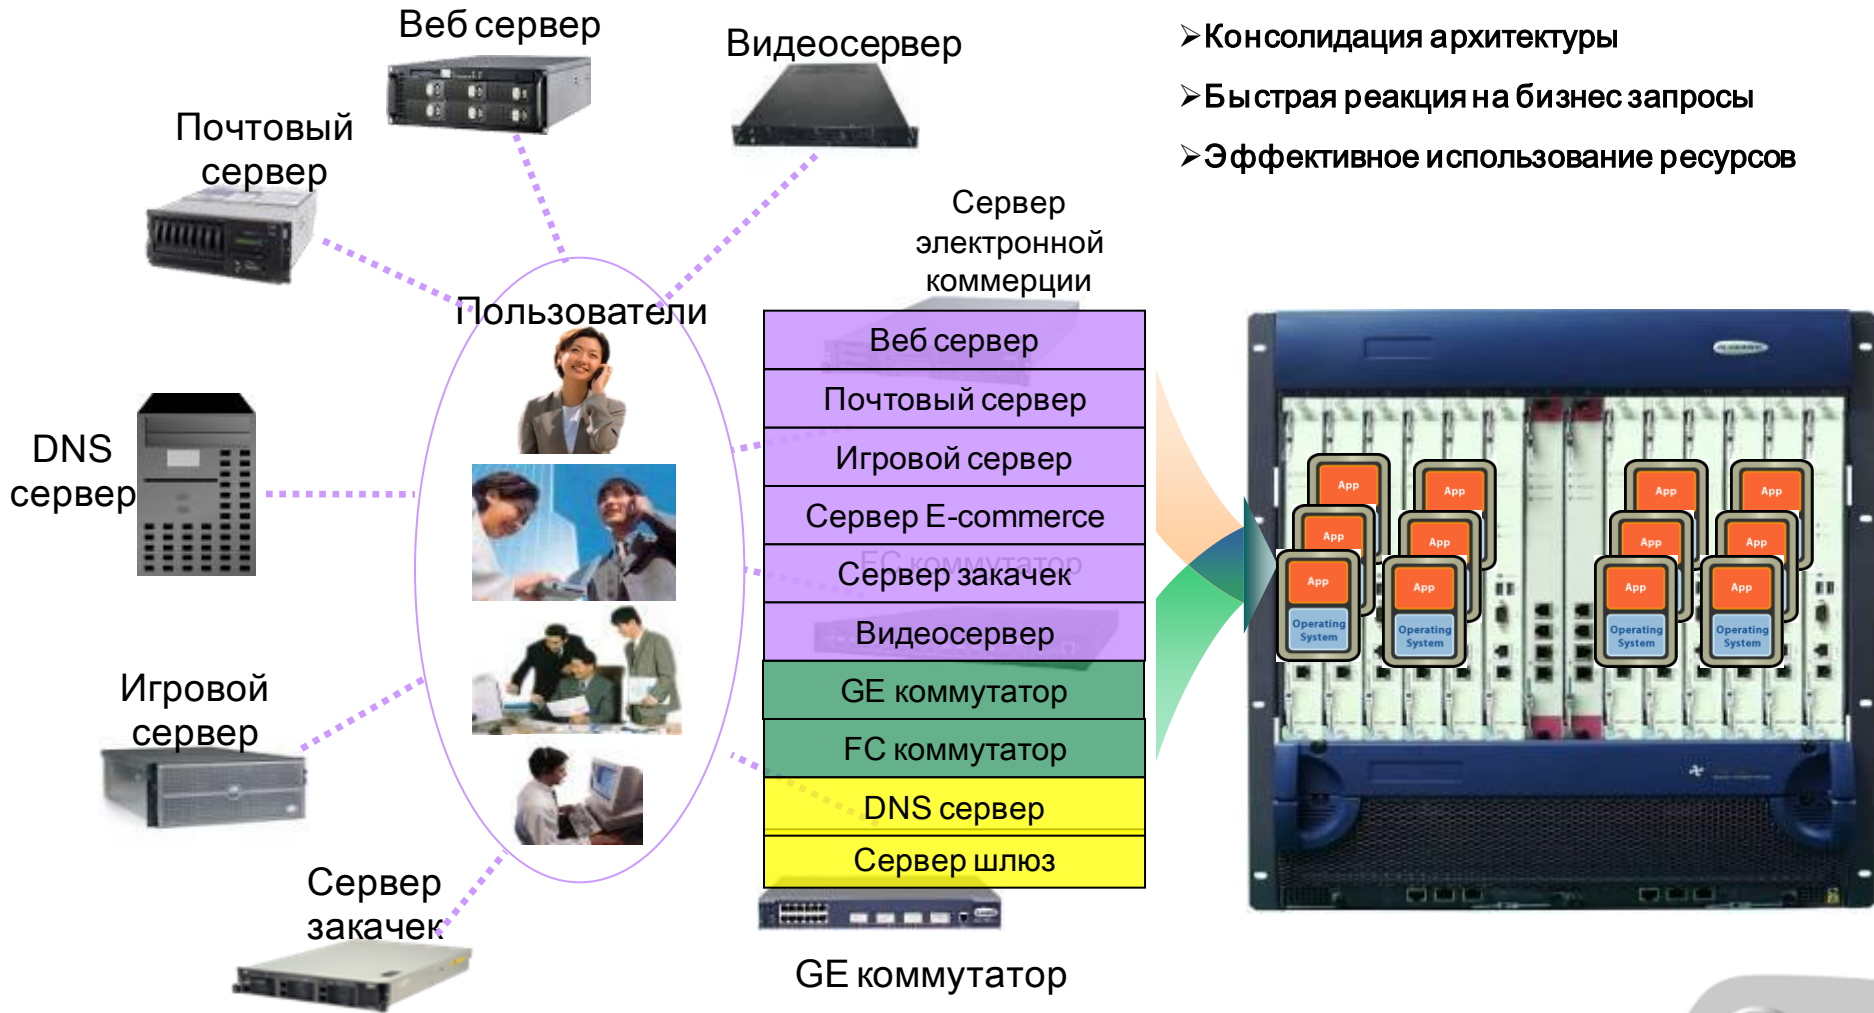 Веб сервер
Видеосервер
➢Консолидация архитектуры
➢Быстрая реакция на бизнес запросы
➢Эффективное использование ресурсов
Почтовый
сервер
Сервер
электронной
коммерции
Пользователи
DNS
сервер
Веб сервер
Почтовый сервер
Игровой сервер
Сервер E-commerce
FC коммутатор
Сервер закачек
Видеосервер
GE коммутатор
FC коммутатор
DNS сервер
Сервер шлюз
Игровой
сервер
Сервер
закачек
GE коммутатор
App
App
App
App
App
App
App
App
App
App
App
App
Operating
System
Operating
System
Operating
System
Operating
System